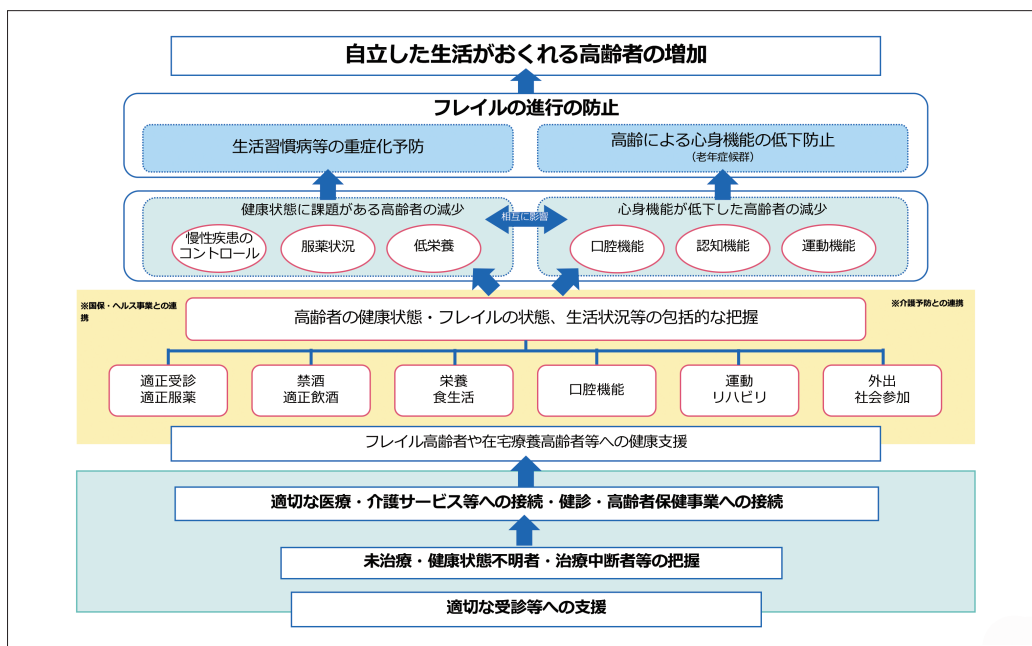 自立した生活がおくれる高齢者の増加
フレイルの進行の防止
生活習慣病等の重症化予防
高齢による心身機能の低下防止
（老年症候群）
健康状態に課題がある高齢者の減少
相互に影響
心身機能が低下した高齢者の減少
慢性疾患の
コントロール
服薬状況
低栄養
口腔機能
認知機能
運動機能
※国保・ヘルス事業との連
携
※介護予防との連携
高齢者の健康状態・フレイルの状態、生活状況等の包括的な把握
適正受診
適正服薬
禁酒
適正飲酒
栄養
食生活
口腔機能
運動
リハビリ
外出
社会参加
フレイル高齢者や在宅療養高齢者等への健康支援
適切な医療・介護サービス等への接続・健診・高齢者保健事業への接続
未治療・健康状態不明者・治療中断者等の把握
適切な受診等への支援